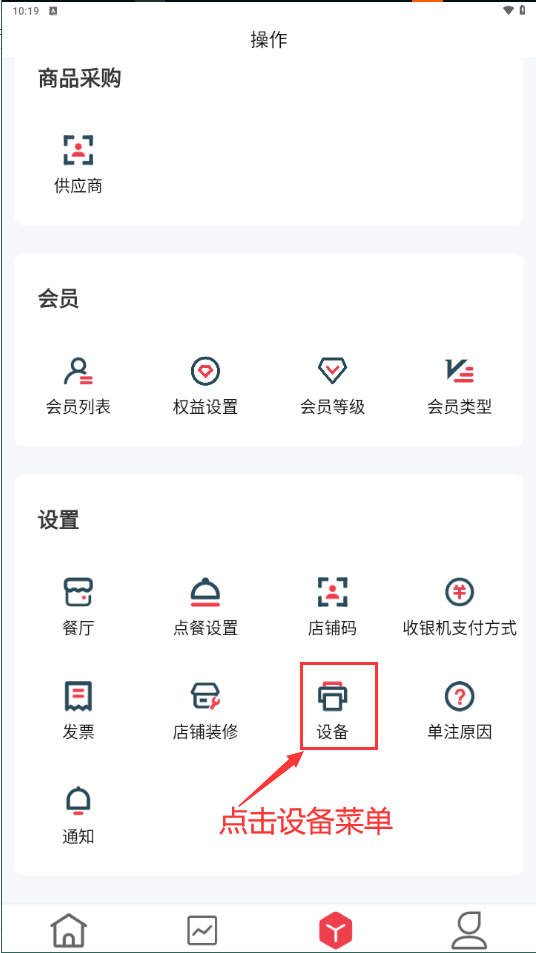 10:19
操作
商品采购
供应商
会员
会员列表 权益设置 会员等级 会员类型
设置
餐厅 点餐设置 店铺码 收银机支付方式
发票 店铺装修 设备 单注原因
通知
点击设备菜单